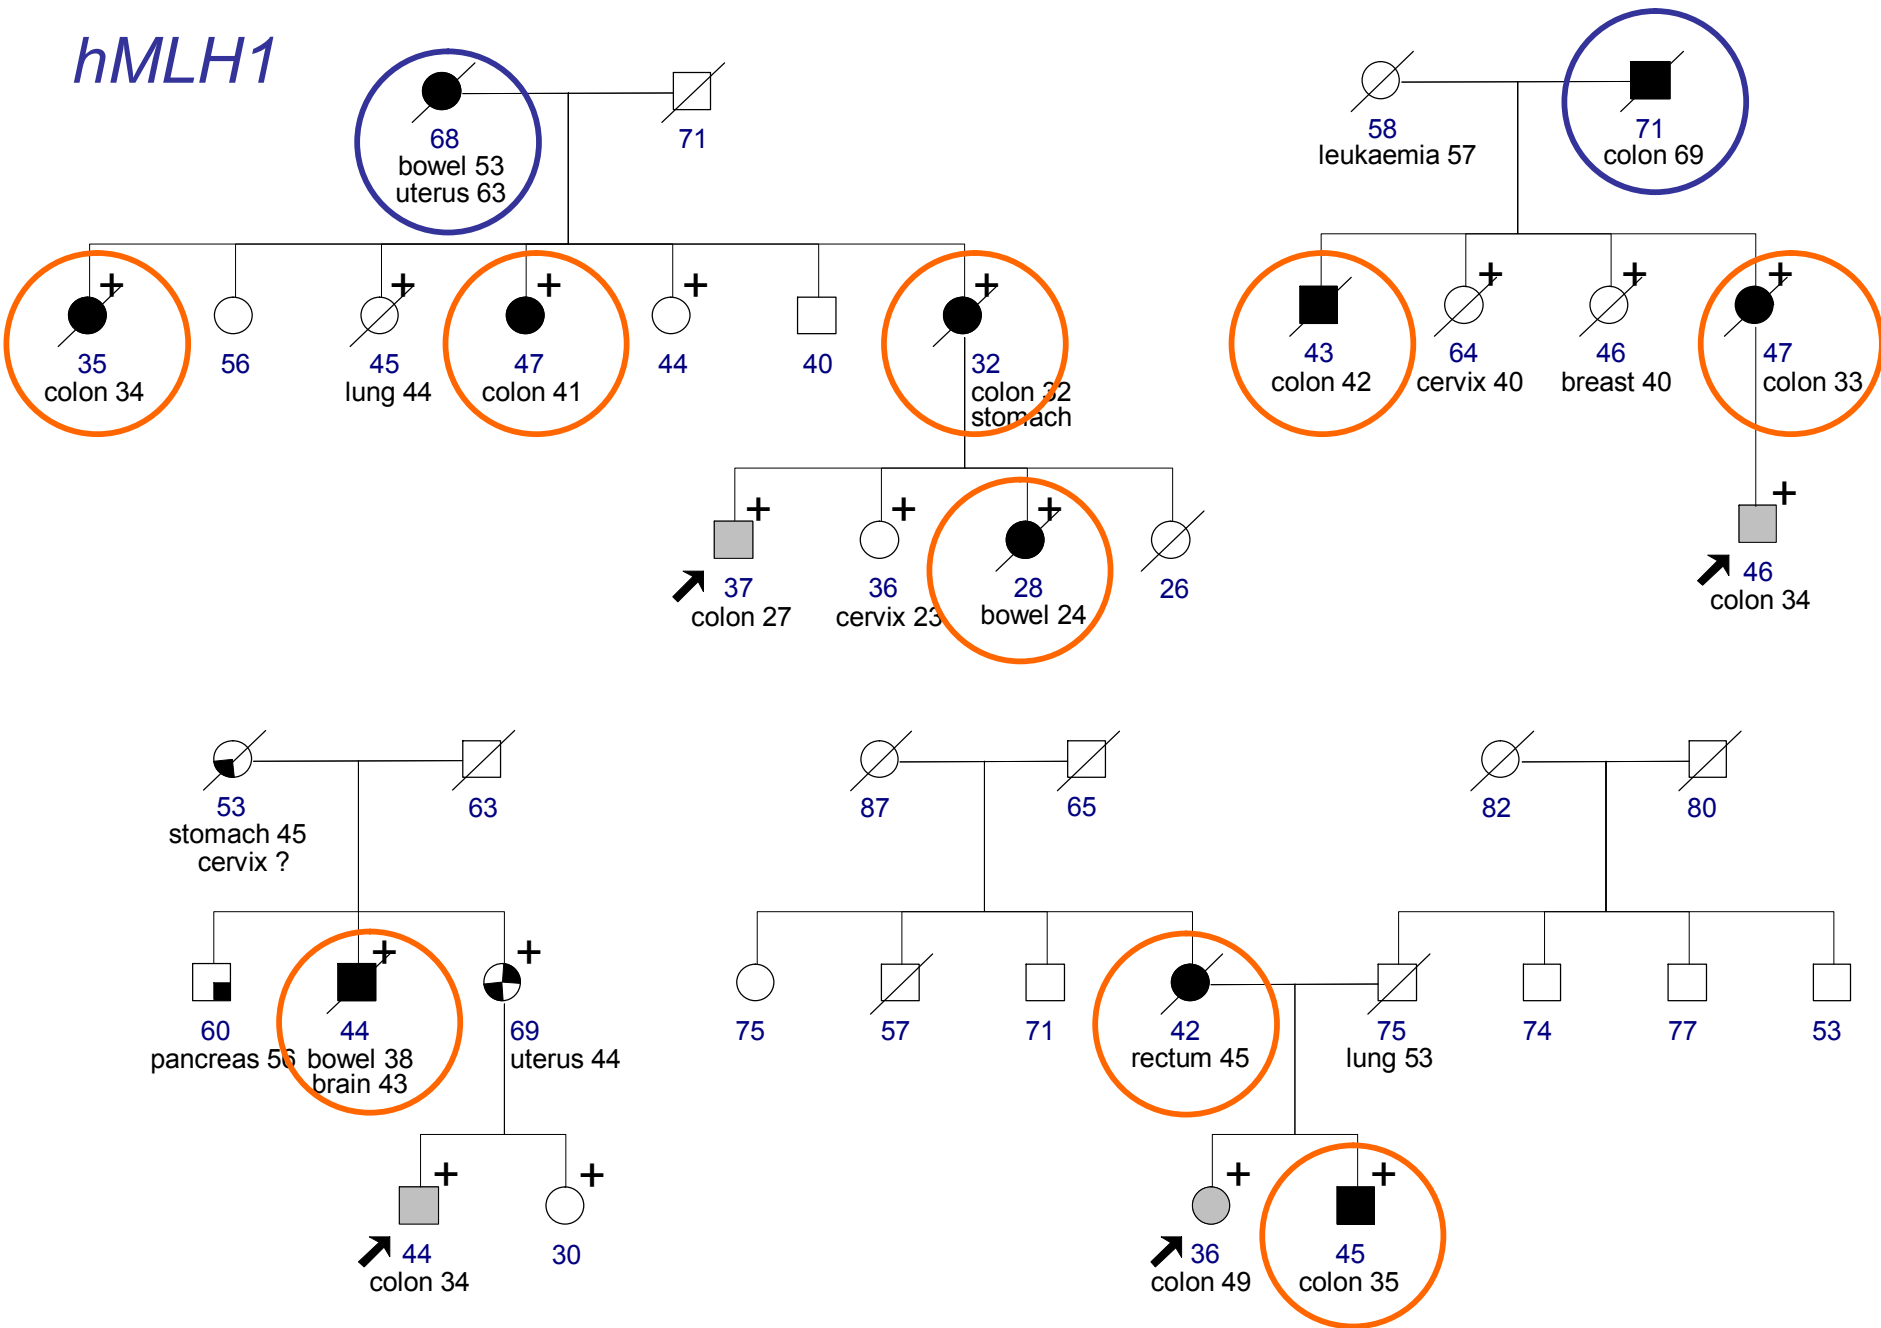 hMLH1
68
bowel 53
uterus 63
71
58
leukaemia 57
71
colon 69
+ + + + +
35
colon 34
56
45
lung 44
47
colon 41
44
40
32
colon 32
stomach
+ + +
43
colon 42
64
cervix 40
46
breast 40
47
colon 33
+ + +
37
colon 27
36
cervix 23
28
bowel 24
26
+
46
colon 34
53
stomach 45
cervix ?
63
87
65
82
80
+ +
60
pancreas 56
44
bowel 38
brain 43
69
uterus 44
75
57
71
42
rectum 45
75
lung 53
74
77
53
+ +
44
colon 34
30
+ +
36
colon 49
45
colon 35